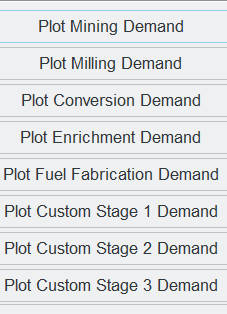 Plot Mining Demand
Plot Milling Demand
Plot Conversion Demand
Plot Enrichment Demand
Plot Fuel Fabrication Demand
Plot Custom Stage 1 Demand
Plot Custom Stage 2 Demand
Plot Custom Stage 3 Demand